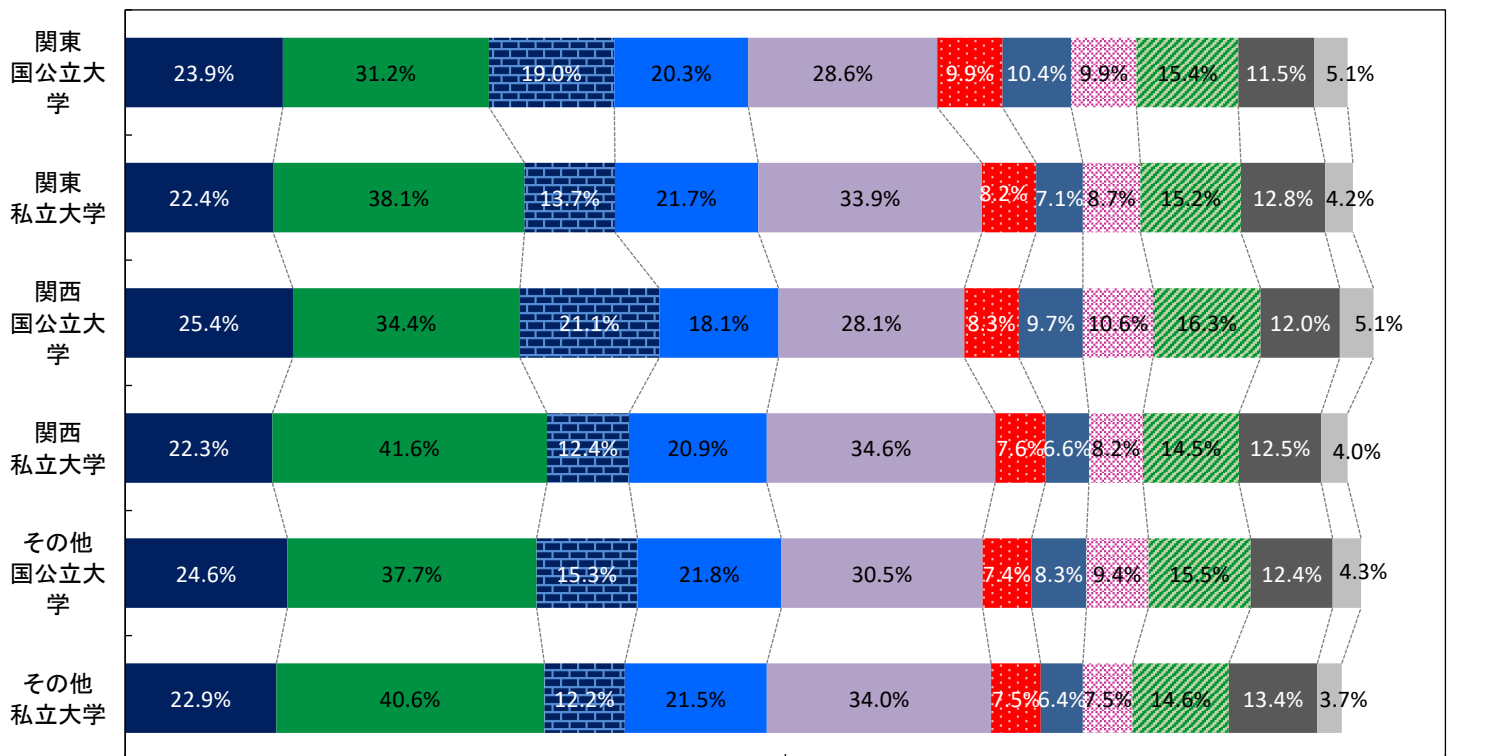 関東
国公立大
学
23.9% 31.2% 19.0% 20.3% 28.6% 9.9% 10.4% 9.9% 15.4% 11.5% 5.1%
関東
私立大学
22.4% 38.1% 13.7% 21.7% 33.9% 8.2% 7.1% 8.7% 15.2% 12.8% 4.2%
関西
国公立大
学
25.4% 34.4% 21.1% 18.1% 28.1% 8.3% 9.7% 10.6% 16.3% 12.0% 5.1%
関西
私立大学
22.3% 41.6% 12.4% 20.9% 34.6% 7.6% 6.6% 8.2% 14.5% 12.5% 4.0%
その他
国公立大
学
24.6% 37.7% 15.3% 21.8% 30.5% 7.4% 8.3% 9.4% 15.5% 12.4% 4.3%
その他
私立大学
22.9% 40.6% 12.2% 21.5% 34.0% 7.5% 6.4% 7.5% 14.6% 13.4% 3.7%